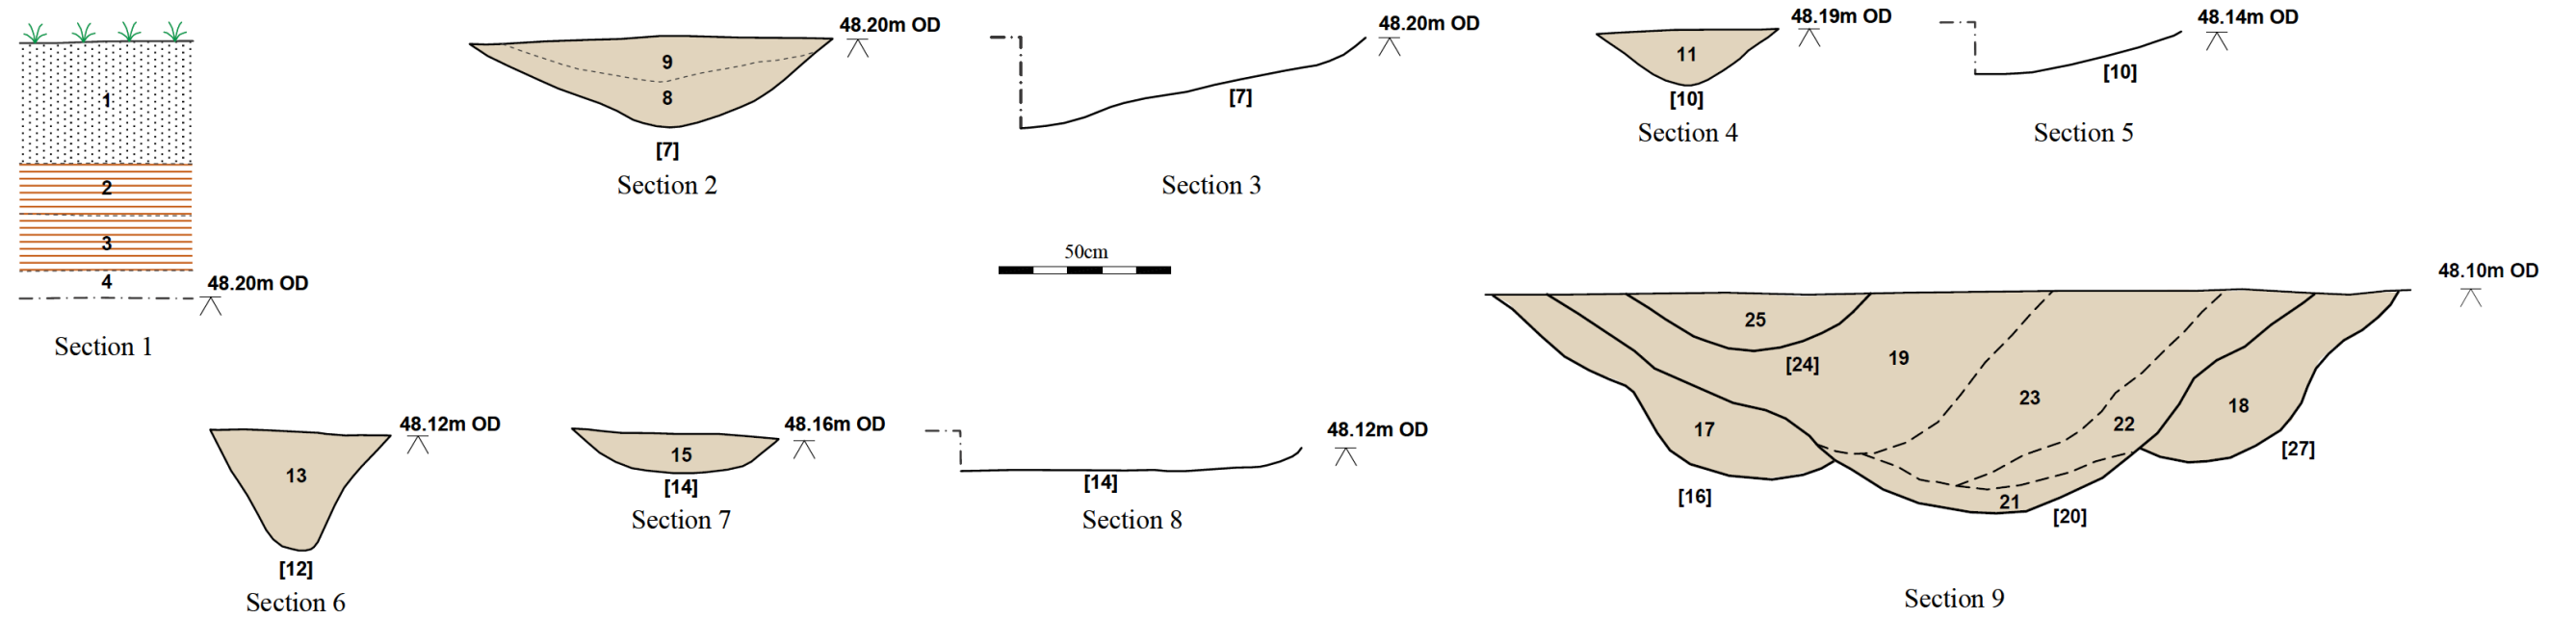 1
2
3
4
48.20m OD
Section 1
48.20m OD
9
8
[7]
Section 2
48.20m OD
[7]
Section 3
48.19m OD
11
[10]
Section 4
48.14m OD
[10]
Section 5
50cm
48.12m OD
13
[12]
Section 6
48.16m OD
15
[14]
Section 7
48.12m OD
[14]
Section 8
48.10m OD
25
[24]
19
23
22
18
17
[27]
[16]
21
[20]
Section 9